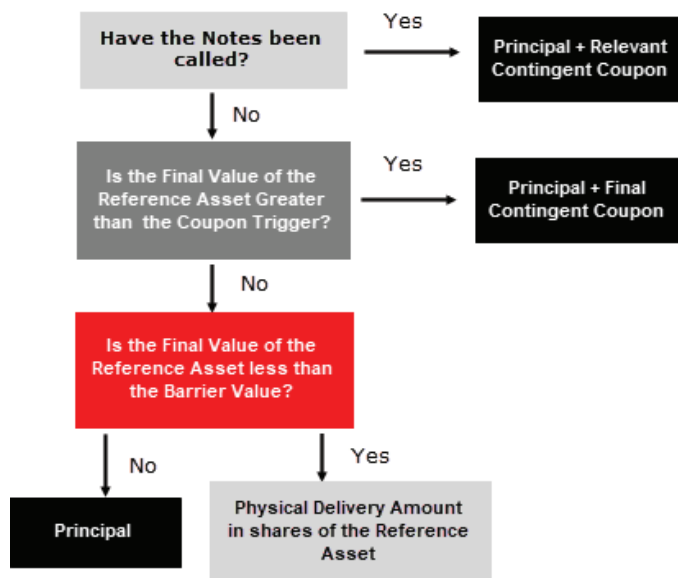 Have the Notes been
called?
Yes
Principal + Relevant
Contingent Coupon
No
Is the Final Value of the
Reference Asset Greater
than the Coupon Trigger?
Yes
Principal + Final
Contingent Coupon
No
Is the Final Value of the
Reference Asset less than
the Barrier Value?
No
Yes
Principal
Physical Delivery Amount
in shares of the Reference
Asset